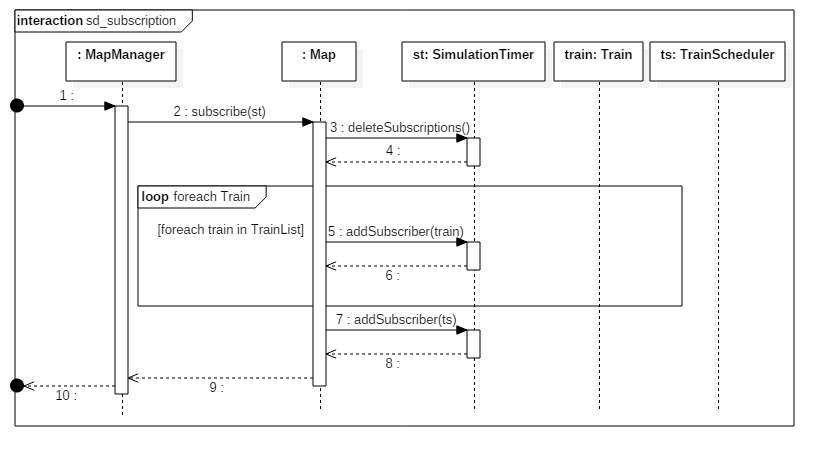 interaction sd_subscription
: MapManager
: Map
st: SimulationTimer
train: Train
ts: TrainScheduler
1 :
2 : subscribe(st)
3 : deleteSubscriptions()
4 :
loop foreach Train
[foreach train in TrainList]
5 : addSubscriber(train)
6 :
7 : addSubscriber(ts)
8 :
9 :
10 :